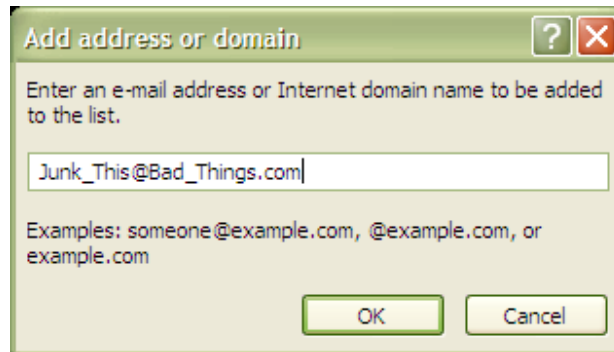 Add address or domain
Enter an e-mail address or Internet domain name to be added
to the list.
Junk_This@Bad_Things.com
Examples: someone@example.com, @example.com, or
example.com
OK Cancel